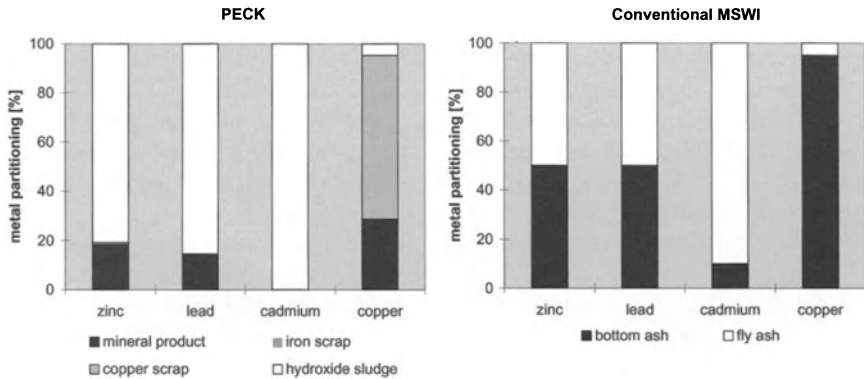 PECK
metal partitioning [%]
100
80
60
40
20
0
zinc lead cadmium copper
mineral product iron scrap
copper scrap hydroxide sludge
Conventional MSWI
metal partitioning [%]
100
80
60
40
20
0
zinc lead cadmium copper
bottom ash fly ash